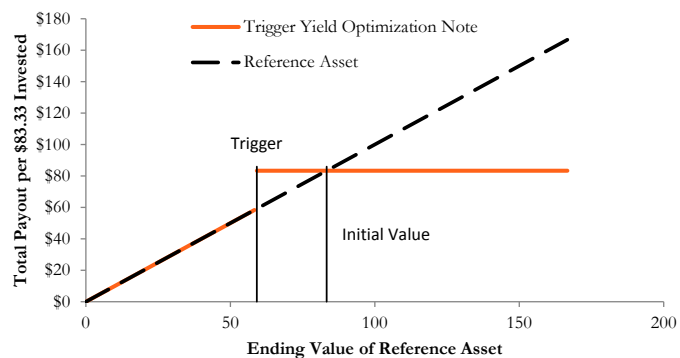 Trigger Yield Optimization Note
Reference Asset
Total Payout per $83.33 Invested
$180
$160
$140
$120
$100
$80
$60
$40
$20
$0
Trigger
Initial Value
0
50
100
150
200
Ending Value of Reference Asset